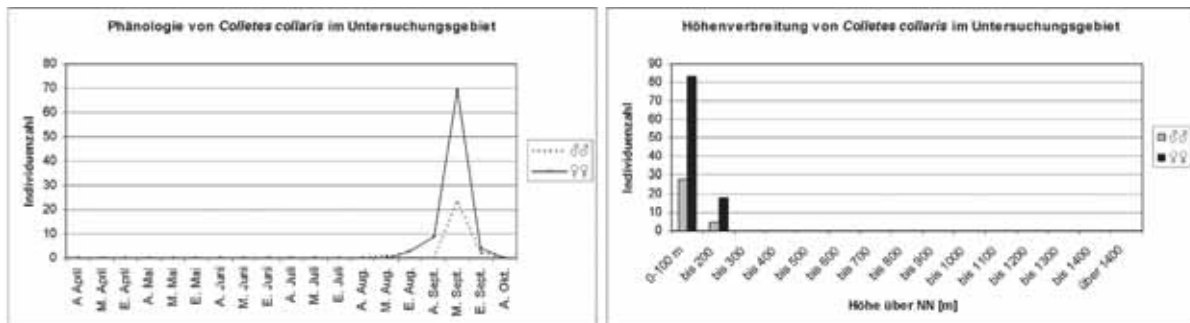 Phänologie von Colletes collaris im Untersuchungsgebiet
Individuenzahl
80
70
60
50
40
30
20
10
0
A April
M. April
E. April
A. Mai
M. Mai
E. Mai
A. Juni
M. Juni
E. Juni
A. Juli
M. Juli
E. Juli
A. Aug.
M. Aug.
E. Aug.
A. Sept.
M. Sept.
E. Sept.
A. Okt.
♂♂
♀♀
Höhenverbreitung von Colletes collaris im Untersuchungsgebiet
Individuenzahl
90
80
70
60
50
40
30
20
10
0
0-100 m
bis 200
bis 300
bis 400
bis 500
bis 600
bis 700
bis 800
bis 900
bis 1000
bis 1100
bis 1200
bis 1300
bis 1400
über 1400
Höhe über NN [m]
♂♂
♀♀